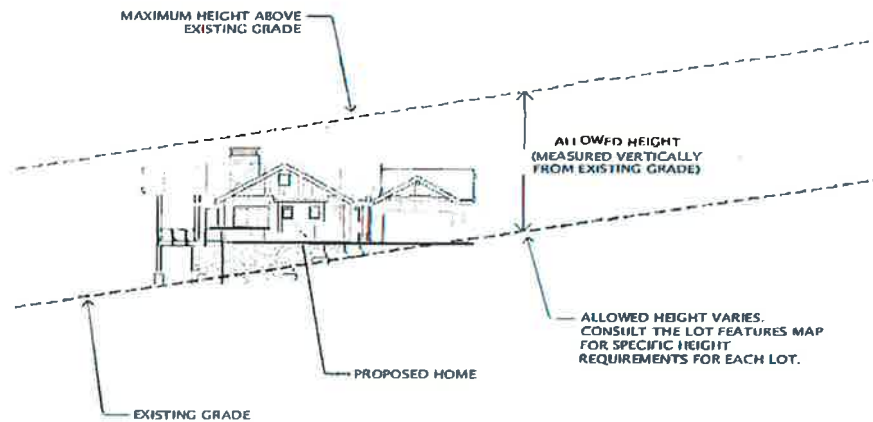 MAXIMUM HEIGHT ABOVE
EXISTING GRADE
ALLOWED HEIGHT
(MEASURED VERTICALLY
FROM EXISTING GRADE)
ALLOWED HEIGHT VARIES.
CONSULT THE LOT FEATURES MAP
FOR SPECIFIC HEIGHT
REQUIREMENTS FOR EACH LOT.
PROPOSED HOME
EXISTING GRADE